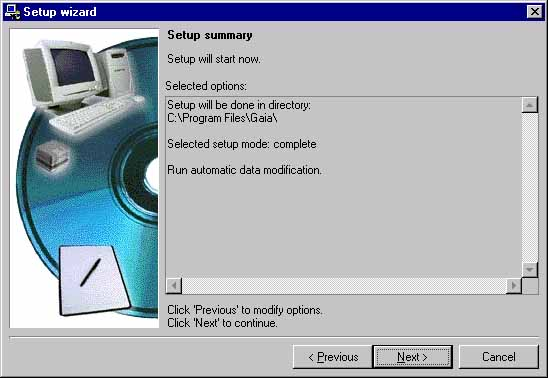 Setup wizard
Setup summary
Setup will start now.
Selected options:
Setup will be done in directory:
C:\Program Files\Gaia\
Selected setup mode: complete
Run automatic data modification.
Click 'Previous' to modify options.
Click 'Next' to continue.
< Previous
Next >
Cancel